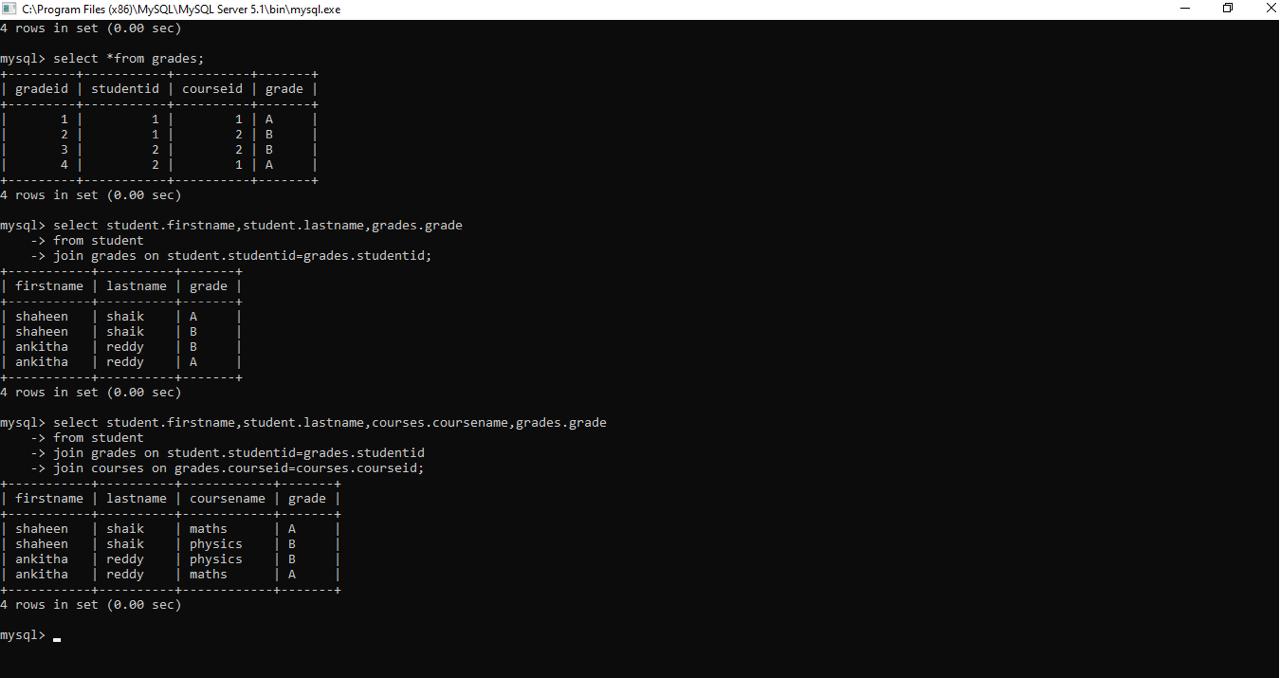 C:\Program Files (x86)\MySQL\MySQL Server 5.1\bin\mysql.exe
4 rows in set (0.00 sec)
mysql> select *from grades;
+---------+-----------+----------+-------+
| gradeid | studentid | courseid | grade |
+---------+-----------+----------+-------+
|       1 |         1 |        1 | A     |
|       2 |         1 |        2 | B     |
|       3 |         2 |        2 | B     |
|       4 |         2 |        1 | A     |
+---------+-----------+----------+-------+
4 rows in set (0.00 sec)
mysql> select student.firstname,student.lastname,grades.grade
    -> from student
    -> join grades on student.studentid=grades.studentid;
+-----------+----------+-------+
| firstname | lastname | grade |
+-----------+----------+-------+
| shaheen   | shaik    | A     |
| shaheen   | shaik    | B     |
| ankitha   | reddy    | B     |
| ankitha   | reddy    | A     |
+-----------+----------+-------+
4 rows in set (0.00 sec)
mysql> select student.firstname,student.lastname,courses.coursename,grades.grade
    -> from student
    -> join grades on student.studentid=grades.studentid
    -> join courses on grades.courseid=courses.courseid;
+-----------+----------+------------+-------+
| firstname | lastname | coursename | grade |
+-----------+----------+------------+-------+
| shaheen   | shaik    | maths      | A     |
| shaheen   | shaik    | physics    | B     |
| ankitha   | reddy    | physics    | B     |
| ankitha   | reddy    | maths      | A     |
+-----------+----------+------------+-------+
4 rows in set (0.00 sec)
mysql>